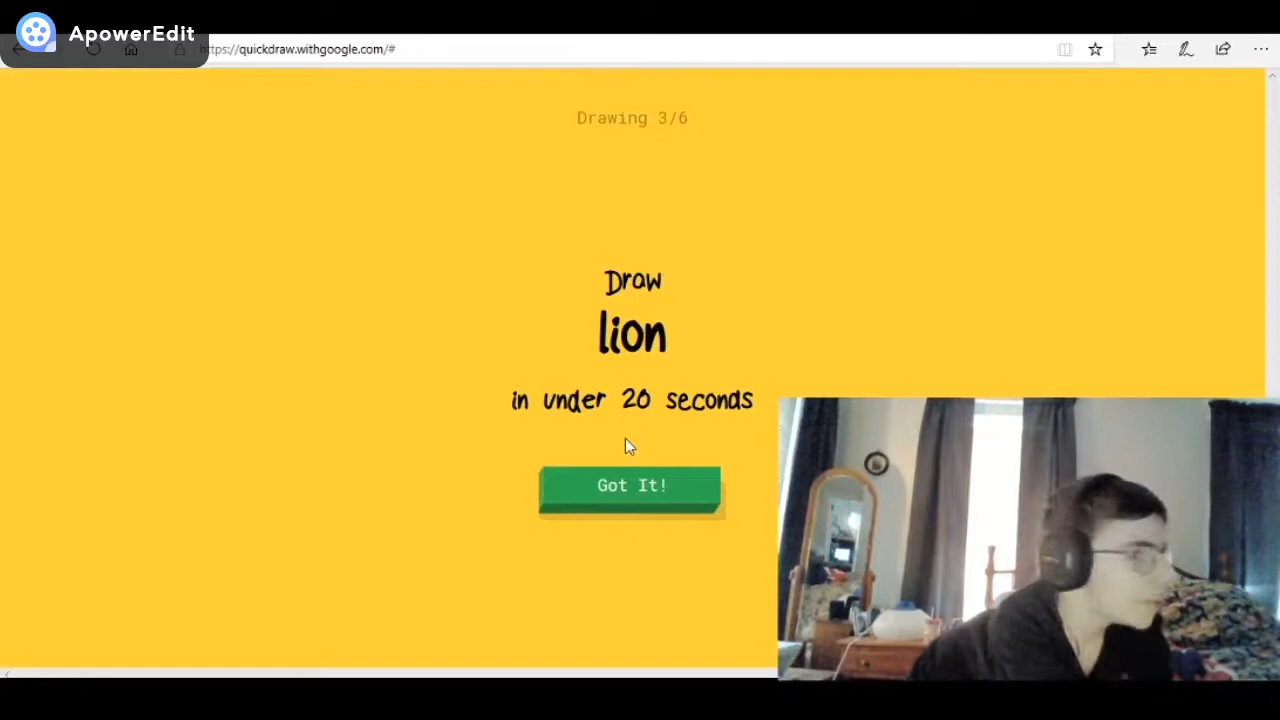 ApowerEdit
https://quickdraw.withgoogle.com/#
Drawing 3/6
Draw
lion
in under 20 seconds
Got It!